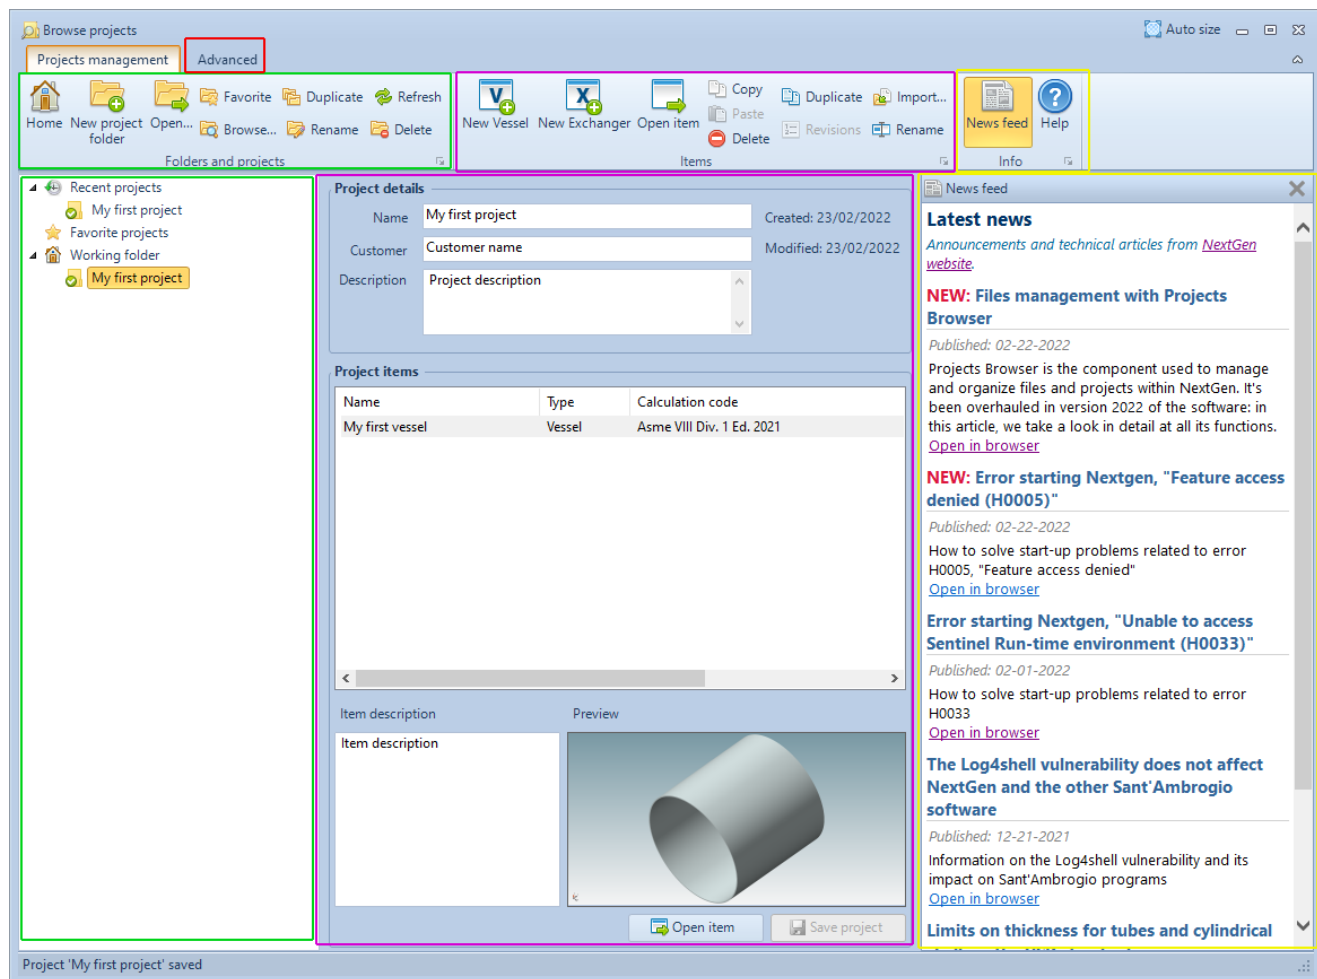 Browse projects
Auto size
Projects management
Advanced
Home
New project
folder
Open...
Favorite
Duplicate
Refresh
Browse...
Rename
Delete
Folders and projects
New Vessel
New Exchanger
Open item
Copy
Paste
Delete
Duplicate
Import...
Revisions
Rename
Items
News feed
Help
Info
Recent projects
My first project
Favorite projects
Working folder
My first project
Project details
Name
My first project
Created: 23/02/2022
Customer
Customer name
Modified: 23/02/2022
Description
Project description
Project items
Name Type Calculation code
My first vessel Vessel Asme VIII Div. 1 Ed. 2021
Item description
Preview
Item description
Open item
Save project
News feed
Latest news
Announcements and technical articles from NextGen
website.
NEW: Files management with Projects
Browser
Published: 02-22-2022
Projects Browser is the component used to manage
and organize files and projects within NextGen. It's
been overhauled in version 2022 of the software: in
this article, we take a look in detail at all its functions.
Open in browser
NEW: Error starting Nextgen, "Feature access
denied (H0005)"
Published: 02-22-2022
How to solve start-up problems related to error
H0005, "Feature access denied"
Open in browser
Error starting Nextgen, "Unable to access
Sentinel Run-time environment (H0033)"
Published: 02-01-2022
How to solve start-up problems related to error
H0033
Open in browser
The Log4shell vulnerability does not affect
NextGen and the other Sant'Ambrogio
software
Published: 12-21-2021
Information on the Log4shell vulnerability and its
impact on Sant'Ambrogio programs
Open in browser
Limits on thickness for tubes and cylindrical
Project 'My first project' saved